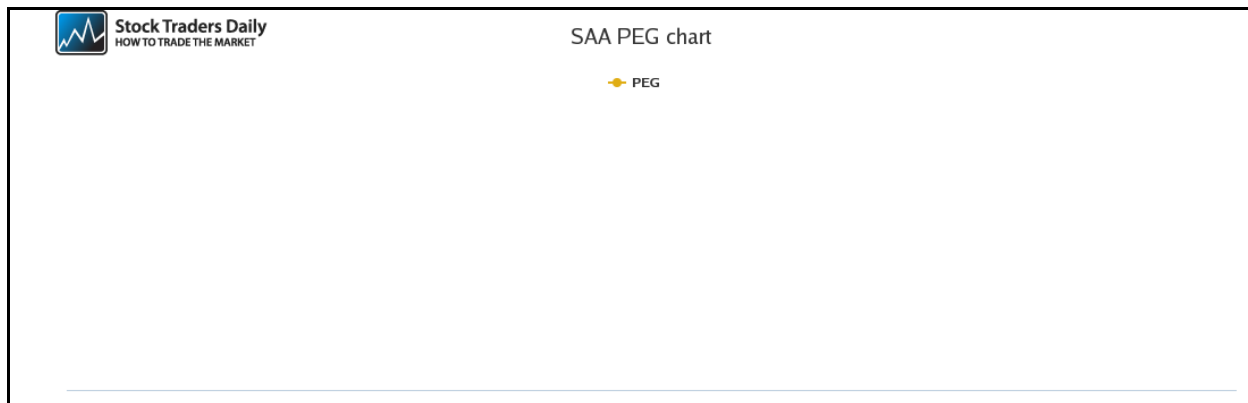 Stock Traders Daily
HOW TO TRADE THE MARKET
SAA PEG chart
PEG